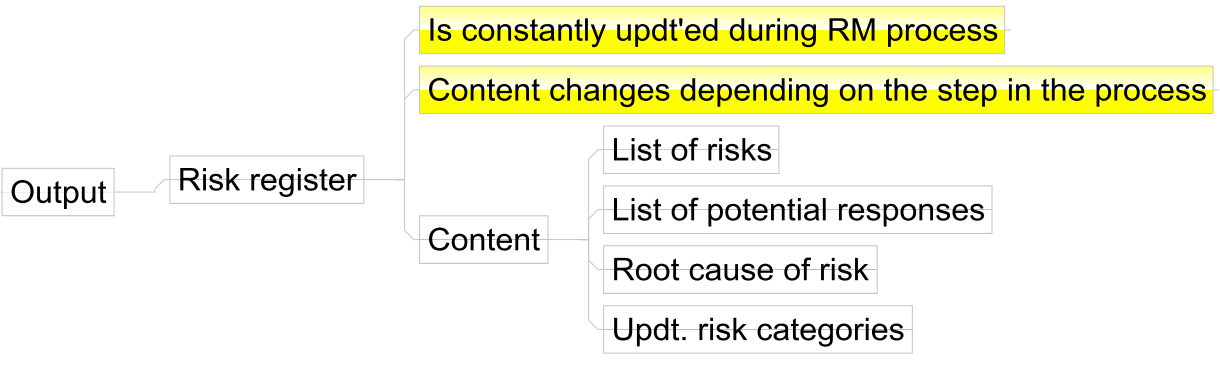 Is constantly updt'ed during RM process
Content changes depending on the step in the process
List of risks
Risk register
Output
List of potential responses
Content
Root cause of risk
Updt. risk categories